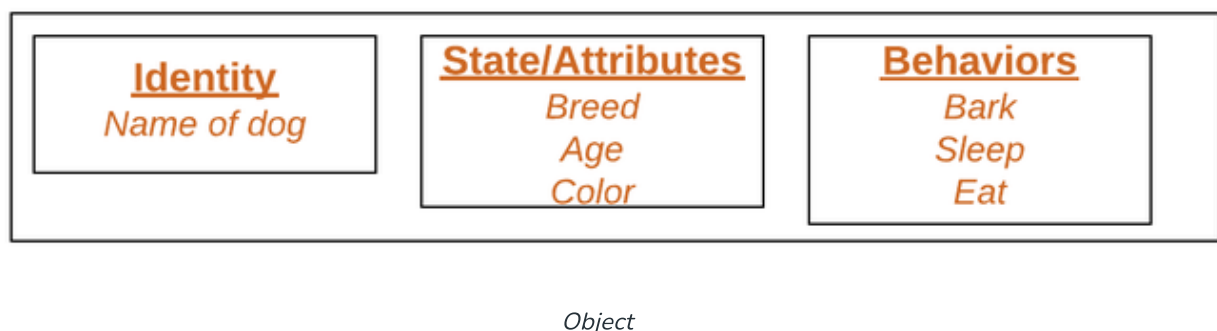 Identity
Name of dog
State/Attributes
Breed
Age
Color
Behaviors
Bark
Sleep
Eat
Object